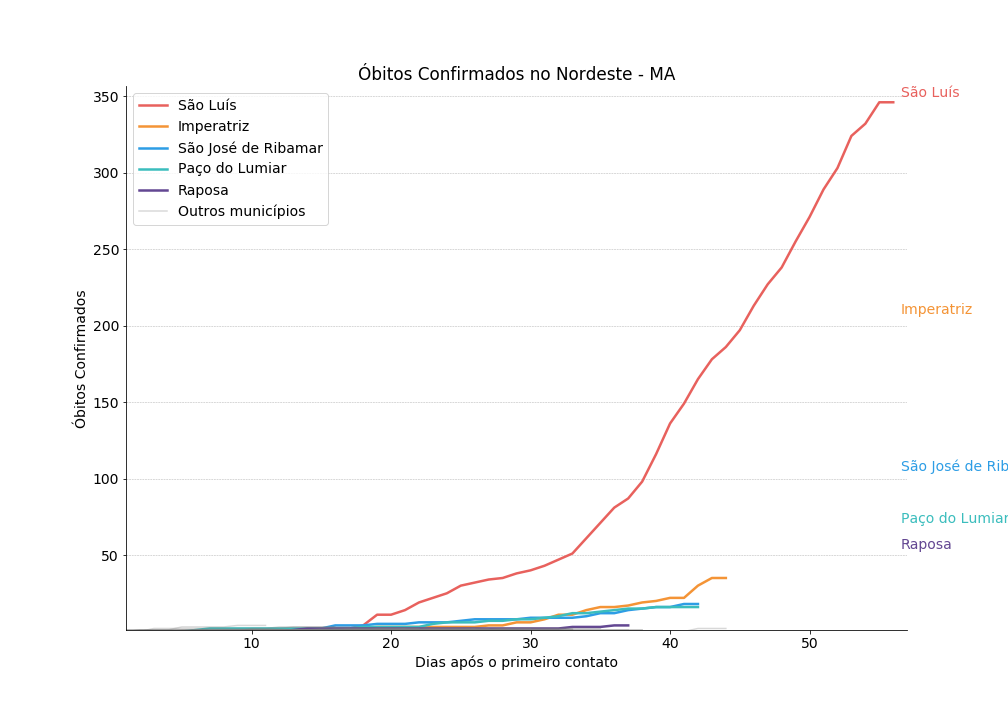 Óbitos Confirmados no Nordeste - MA
São Luís
Imperatriz
São José de Ribamar
Paço do Lumiar
Raposa
Outros municípios
350
300
250
200
150
100
50
Óbitos Confirmados
10 20 30 40 50
Dias após o primeiro contato
São Luís
Imperatriz
São José de Rib
Paço do Lumiar
Raposa